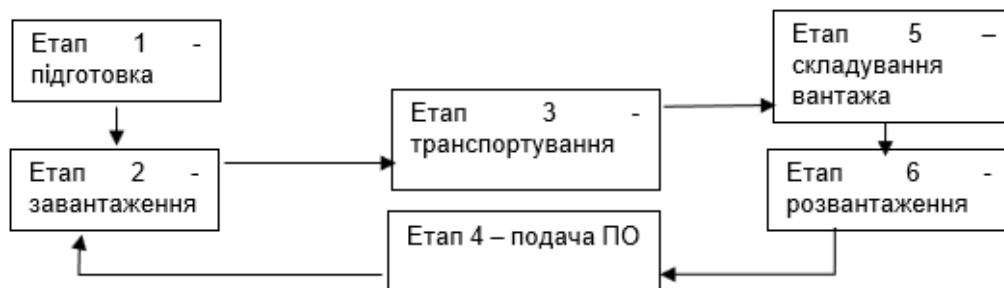 Етап 1 -
підготовка
Етап 2 -
завантаження
Етап 3 -
транспортування
Етап 4 – подача ПО
Етап 5 –
складування
вантажа
Етап 6 -
розвантаження